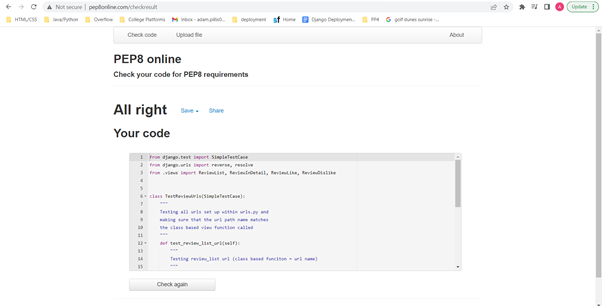 Not secure | pep8online.com/checkresult
Update
HTML/CSS Java/Python Overflow College Platforms Inbox - adam.pills0... deployment Home Django Deploymen... PP4 golf dunes sunrise -...
Check code Upload file About
PEP8 online
Check your code for PEP8 requirements
All right Save Share
Your code
1 from django.test import SimpleTestCase
2 from django.urls import reverse, resolve
3 from .views import ReviewList, ReviewInDetail, ReviewLike, ReviewDislike
4
5
6 class TestReviewUrls(SimpleTestCase):
7 """
8 Testing all urls set up within urls.py and
9 making sure that the url path name matches
10 the class based view function called
11 """
12 def test_review_list_url(self):
13 """
14 Testing review_list url (class based funciton = url name)
15 """
Check again